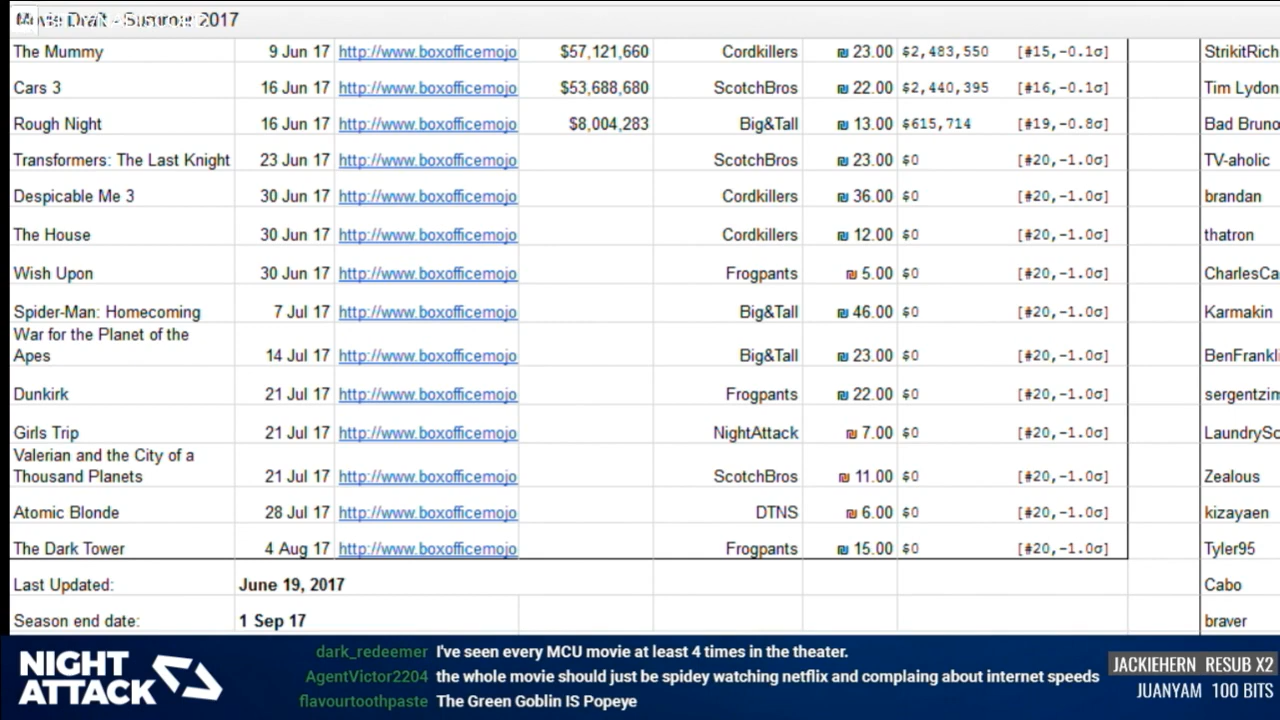 Movie Draft - Summer 2017
The Mummy 9 Jun 17 http://www.boxofficemojo $57,121,660 Cordkillers ₪ 23.00 $2,483,550 [#15,-0.1σ] StrikitRich
Cars 3 16 Jun 17 http://www.boxofficemojo $53,688,680 ScotchBros ₪ 22.00 $2,440,395 [#16,-0.1σ] Tim Lydon
Rough Night 16 Jun 17 http://www.boxofficemojo $8,004,283 Big&Tall ₪ 13.00 $615,714 [#19,-0.8σ] Bad Bruno
Transformers: The Last Knight 23 Jun 17 http://www.boxofficemojo ScotchBros ₪ 23.00 $0 [#20,-1.0σ] TV-aholic
Despicable Me 3 30 Jun 17 http://www.boxofficemojo Cordkillers ₪ 36.00 $0 [#20,-1.0σ] brandan
The House 30 Jun 17 http://www.boxofficemojo Cordkillers ₪ 12.00 $0 [#20,-1.0σ] thatron
Wish Upon 30 Jun 17 http://www.boxofficemojo Frogpants ₪ 5.00 $0 [#20,-1.0σ] CharlesCa
Spider-Man: Homecoming 7 Jul 17 http://www.boxofficemojo Big&Tall ₪ 46.00 $0 [#20,-1.0σ] Karmakin
War for the Planet of the
Apes 14 Jul 17 http://www.boxofficemojo Big&Tall ₪ 23.00 $0 [#20,-1.0σ] BenFrankli
Dunkirk 21 Jul 17 http://www.boxofficemojo Frogpants ₪ 22.00 $0 [#20,-1.0σ] sergentzim
Girls Trip 21 Jul 17 http://www.boxofficemojo NightAttack ₪ 7.00 $0 [#20,-1.0σ] LaundrySo
Valerian and the City of a
Thousand Planets 21 Jul 17 http://www.boxofficemojo ScotchBros ₪ 11.00 $0 [#20,-1.0σ] Zealous
Atomic Blonde 28 Jul 17 http://www.boxofficemojo DTNS ₪ 6.00 $0 [#20,-1.0σ] kizayaen
The Dark Tower 4 Aug 17 http://www.boxofficemojo Frogpants ₪ 15.00 $0 [#20,-1.0σ] Tyler95
Last Updated: June 19, 2017 Cabo
Season end date: 1 Sep 17 braver
NIGHT ATTACK
dark_redeemer I've seen every MCU movie at least 4 times in the theater.
AgentVictor2204 the whole movie should just be spidey watching netflix and complaing about internet speeds
flavourtoothpaste The Green Goblin IS Popeye
JACKIEHERN RESUB X2
JUANYAM 100 BITS